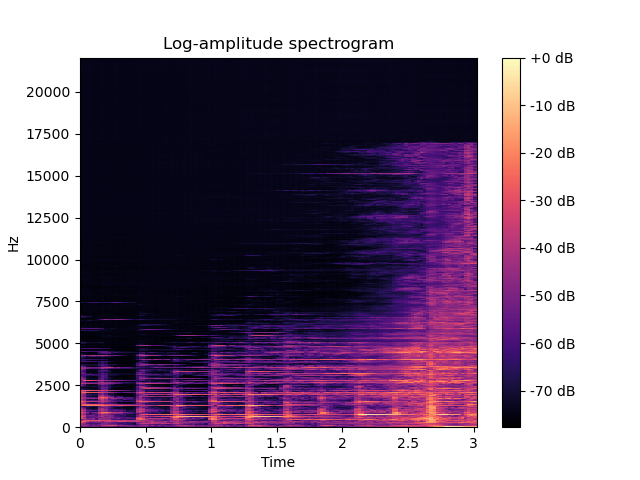 Log-amplitude spectrogram
Hz
20000
17500
15000
12500
10000
7500
5000
2500
0
0 0.5 1 1.5 2 2.5 3
Time
+0 dB
-10 dB
-20 dB
-30 dB
-40 dB
-50 dB
-60 dB
-70 dB